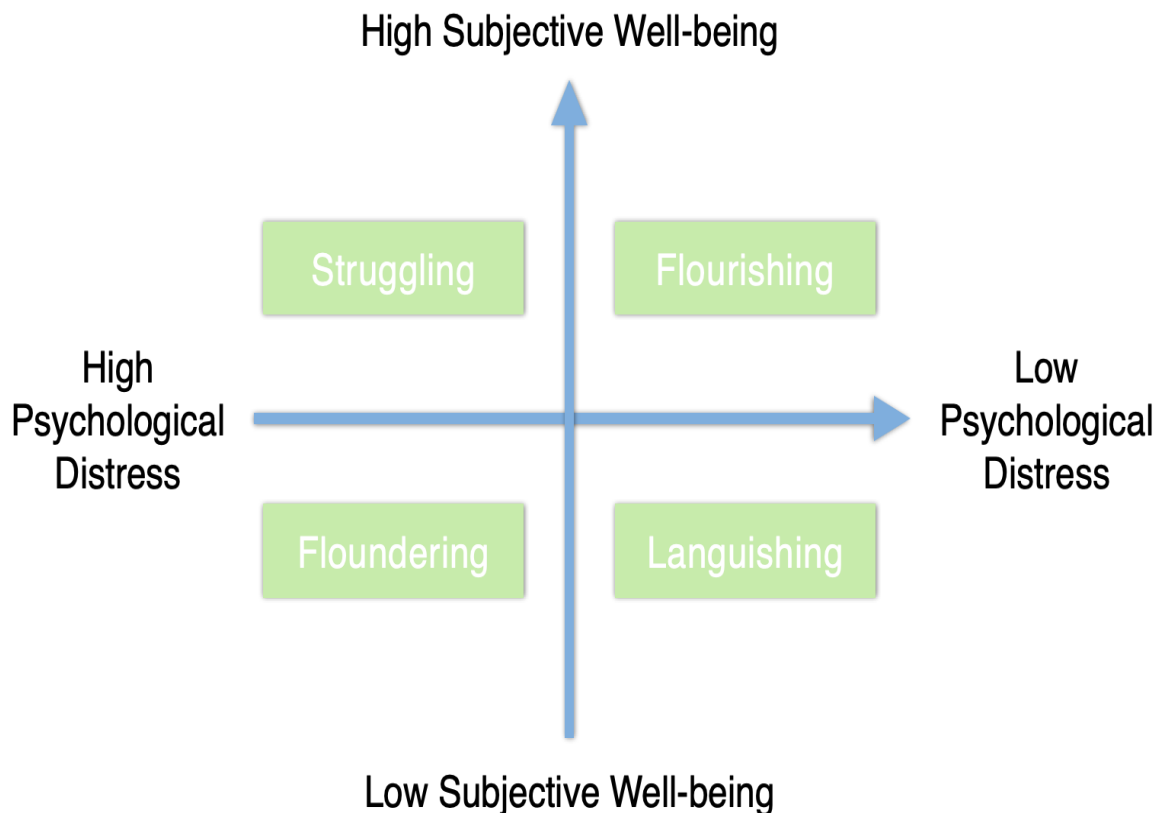 High Subjective Well-being
Struggling
Flourishing
High
Psychological
Distress
Low
Psychological
Distress
Floundering
Languishing
Low Subjective Well-being